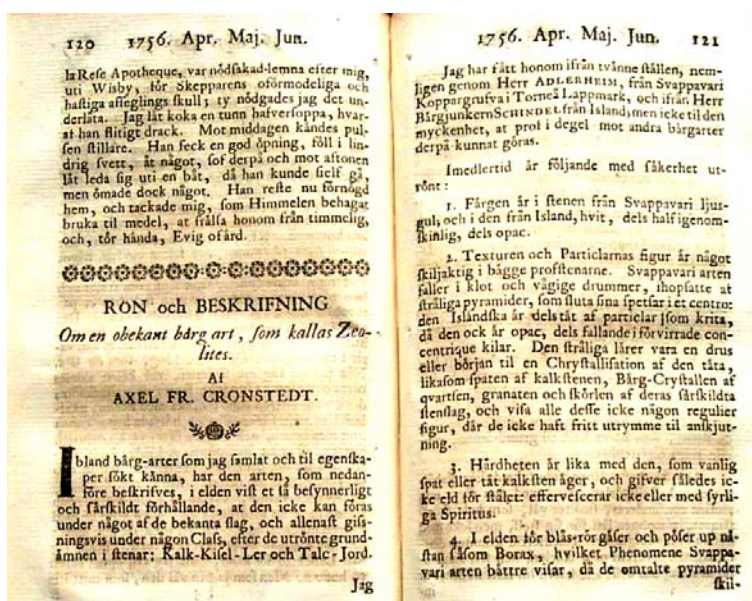 120 1756. Apr. Maj. Jun.
la Rese Apotheque, var nödsakad lemna efter mig,
uti Wisby, för Skepparens oförmodeliga och
hastiga afseglings skull; ty nödgades jag det un-
derlåta. Jag lät koka en tunn hafversoppa, hvar-
at han flitigt drack. Mot middagen kändes pul-
sen stillare. Han feck en god öpning, föll i lin-
drig svett, åt något, sof derpå och mot aftonen
lät leda sig uti en båt, då han kunde sielf gå,
men ömade dock något. Han reste nu förnögd
hem, och tackade mig, som Himmelen behagat
bruka til medel, at frälsa honom från timmelig,
och, tör hända, Evig ofärd.
RÖN och BESKRIFNING
Om en obekant bärg art, som kallas Zeo-
lites.
Af
AXEL FR. CRONSTEDT.
Ibland bärg-arter som jag samlat och til egenska-
per sökt känna, har den arten, som nedan-
före beskrifves, i elden vist et så besynnerligt
och särskildt förhållande, at den icke kan föras
under något af de bekanta slag, och allenast giss-
ningsvis under någon Class, efter de utrönte grund-
ämnen i stenar: Kalk-Kisel-Ler och Talc-Jord.
Jag
1756. Apr. Maj. Jun. 121
Jag har fått honom ifrån tvänne ställen, nem-
ligen genom Herr ADLERHEIM, från Svappavari
Koppargrufva i Torneå Lappmark, och ifrån Herr
Bärgjunkern SCHINDEL från Island, men icke til den
myckenhet, at prof i degel mot andra bärgarter
derpå kunnat göras.
Imedlertid är följande med säkerhet ut-
rönt:
1. Färgen är i stenen från Svappavari ljus-
gul, och i den från Island, hvit, dels half igenom-
skinlig, dels opac.
2. Texturen och Particlarnas figur är något
skiljaktig i bägge profstenarne. Svappavari arten
faller i klot och vågige drummer, ihopsatte af
stråliga pyramider, som sluta sina spetsar i et centro:
den Isländska är dels tät af particlar som krita,
då den ock är opac, dels fallande i förvirrade con-
centrique kilar. Den stråliga lärer vara en drus
eller början til en Chrystallisation af den täta,
likasom spaten af kalkstenen, Bärg-Crystallen af
qvartsen, granaten och skörlen af deras särskildta
stenslag, och visa alle desse icke någon regulier
figur, där de icke haft fritt utrymme til anskjut-
ning.
3. Hårdheten är lika med den, som vanlig
spat eller tät kalksten äger, och gifver således ic-
ke eld för stålet: effervescerar icke eller med syrli-
ga Spiritus.
4. I elden för blås-rör gäser och pöser up nä-
stan såsom Borax, hvilket Phenomene Svappa-
vari arten bättre visar, då de omtalte pyramider
skil-